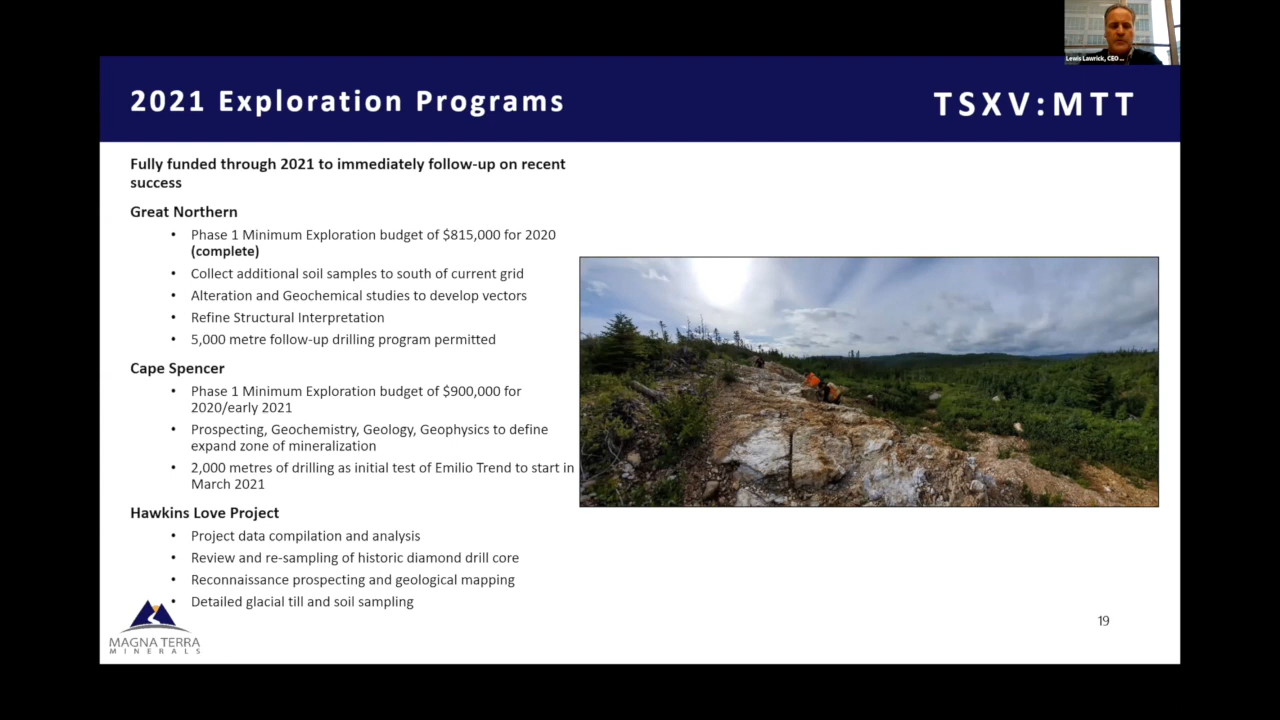 Lewis Lawrick, CEO ...
2021 Exploration Programs
TSXV:MTT
Fully funded through 2021 to immediately follow-up on recent
success
Great Northern
• Phase 1 Minimum Exploration budget of $815,000 for 2020
(complete)
• Collect additional soil samples to south of current grid
• Alteration and Geochemical studies to develop vectors
• Refine Structural Interpretation
• 5,000 metre follow-up drilling program permitted
Cape Spencer
• Phase 1 Minimum Exploration budget of $900,000 for
2020/early 2021
• Prospecting, Geochemistry, Geology, Geophysics to define
expand zone of mineralization
• 2,000 metres of drilling as initial test of Emilio Trend to start in
March 2021
Hawkins Love Project
• Project data compilation and analysis
• Review and re-sampling of historic diamond drill core
• Reconnaissance prospecting and geological mapping
• Detailed glacial till and soil sampling
MAGNA TERRA
MINERALS
19